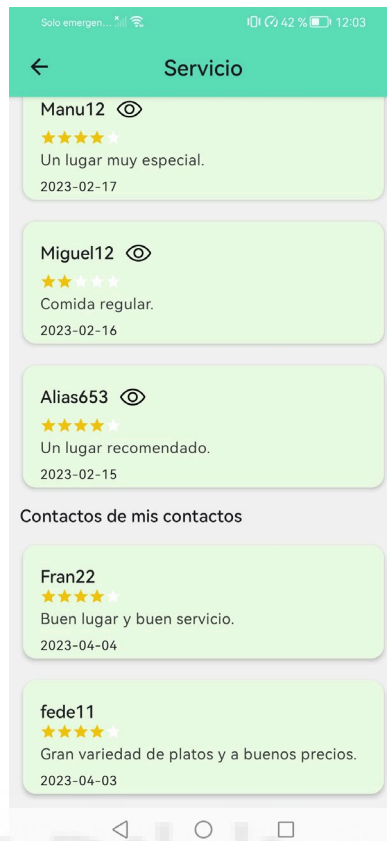 Solo emergen... 42 % 12:03
Servicio
Manu12
Un lugar muy especial.
2023-02-17
Miguel12
Comida regular.
2023-02-16
Alias653
Un lugar recomendado.
2023-02-15
Contactos de mis contactos
Fran22
Buen lugar y buen servicio.
2023-04-04
fede11
Gran variedad de platos y a buenos precios.
2023-04-03